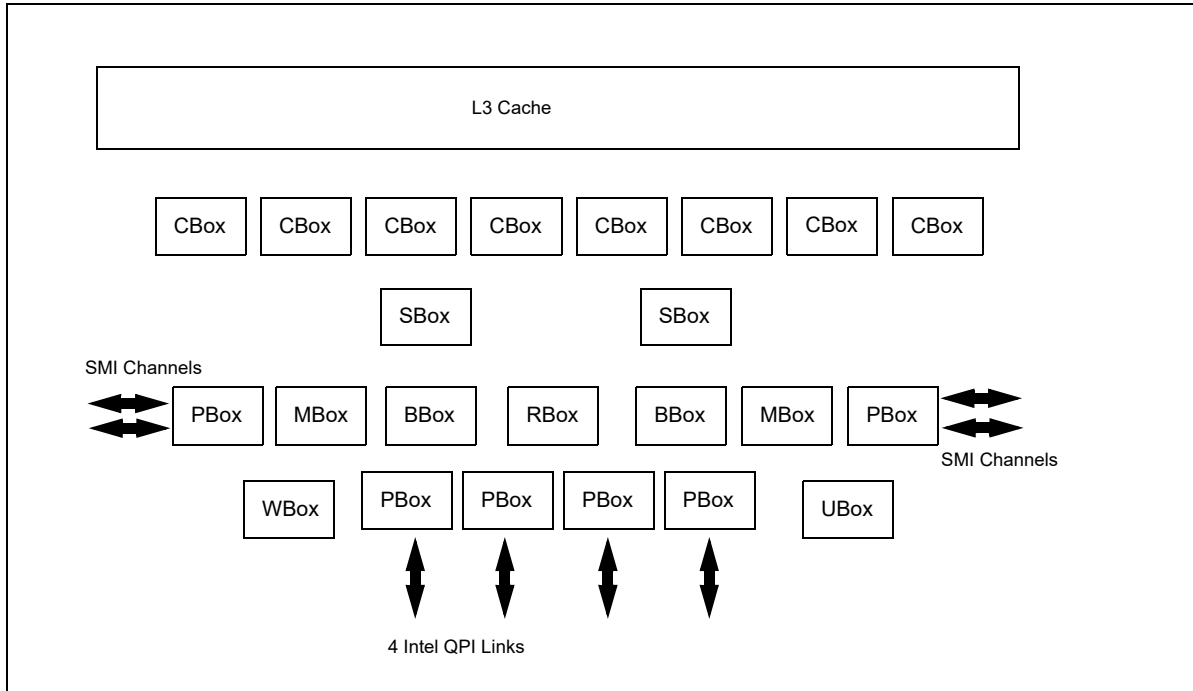 L3 Cache
CBox CBox CBox CBox CBox CBox CBox CBox
SBox SBox
SMI Channels
PBox MBox BBox RBox BBox MBox PBox
SMI Channels
WBox PBox PBox PBox PBox UBox
4 Intel QPI Links